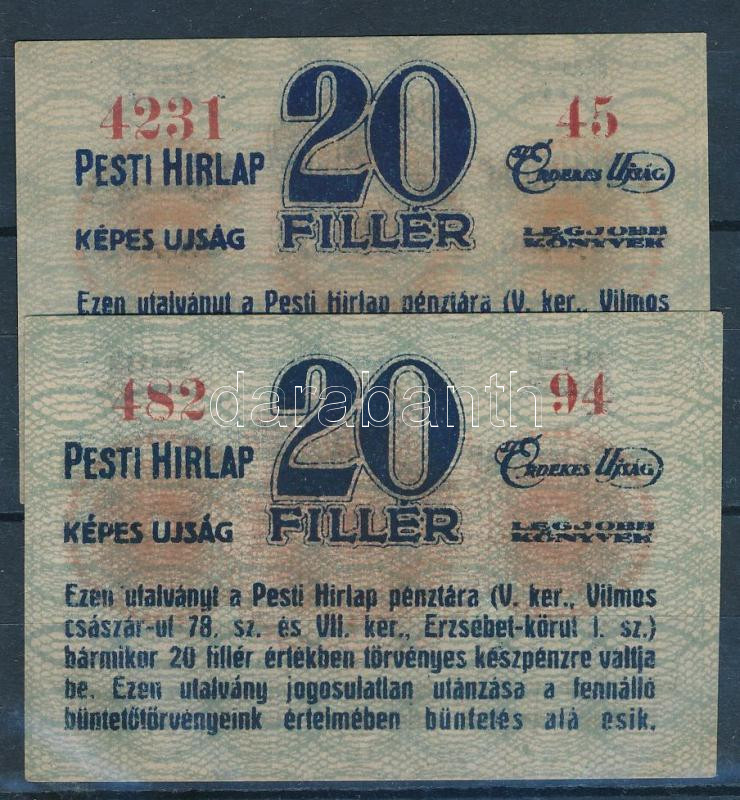 4231 20 45
PESTI HIRLAP AZ ÉRDEKES UJSÁG
KÉPES UJSÁG FILLÉR LEGJOBB KÖNYVEK
Ezen utalványt a Pesti Hirlap pénztára (V. ker., Vilmos
482 20 94
darabanth
PESTI HIRLAP AZ ÉRDEKES UJSÁG
KÉPES UJSÁG FILLÉR LEGJOBB KÖNYVEK
Ezen utalványt a Pesti Hirlap pénztára (V. ker., Vilmos
császár-ut 78. sz. és VII. ker., Erzsébet-körut 1. sz.)
bármikor 20 fillér értékben törvényes készpénzre váltja
be. Ezen utalvány jogosulatlan utánzása a fennálló
büntetőtörvényeink értelmében büntetés alá esik.